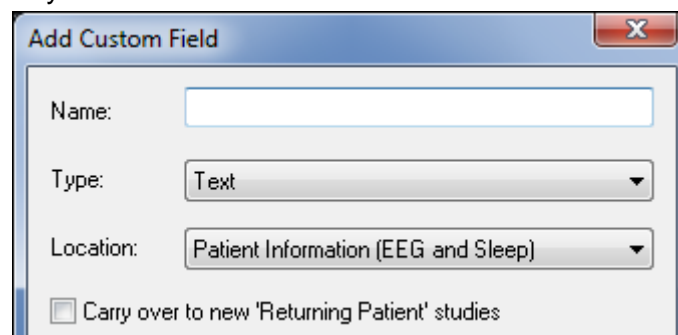 Add Custom Field
Name:
Type: Text
Location: Patient Information (EEG and Sleep)
Carry over to new 'Returning Patient' studies